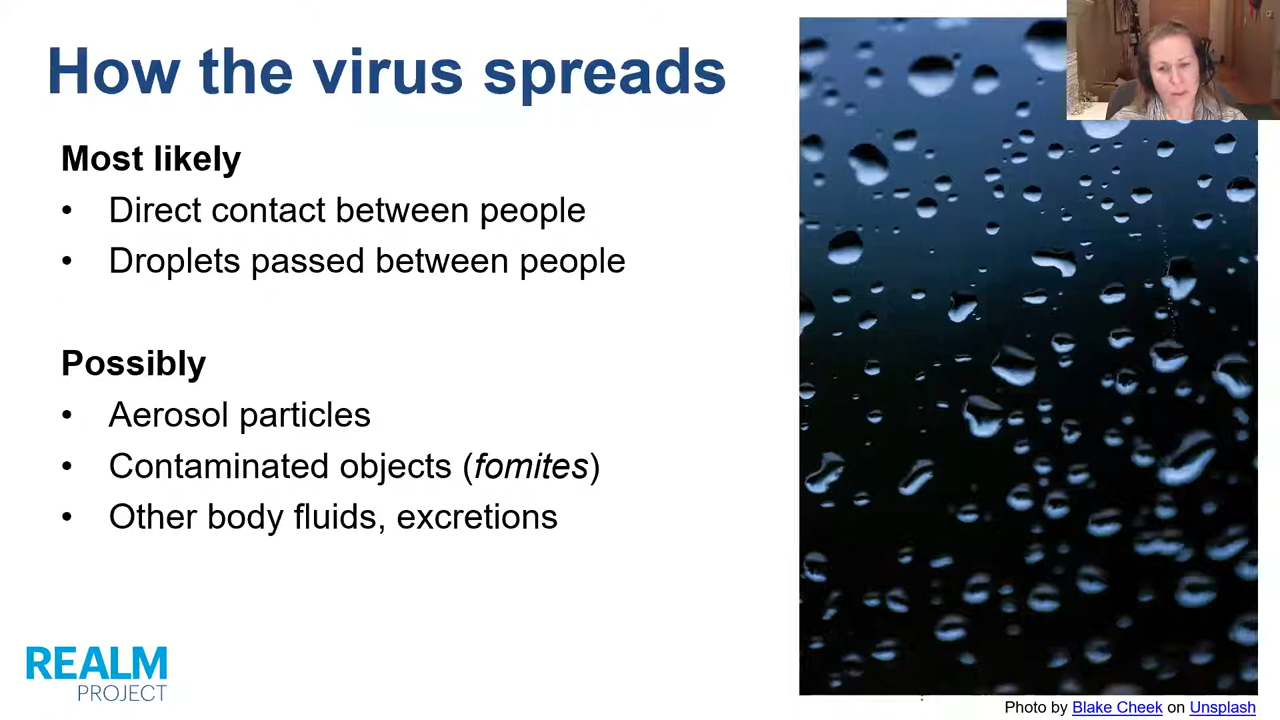 How the virus spreads
Most likely
• Direct contact between people
• Droplets passed between people
Possibly
• Aerosol particles
• Contaminated objects (fomites)
• Other body fluids, excretions
REALM
PROJECT
Photo by Blake Cheek on Unsplash